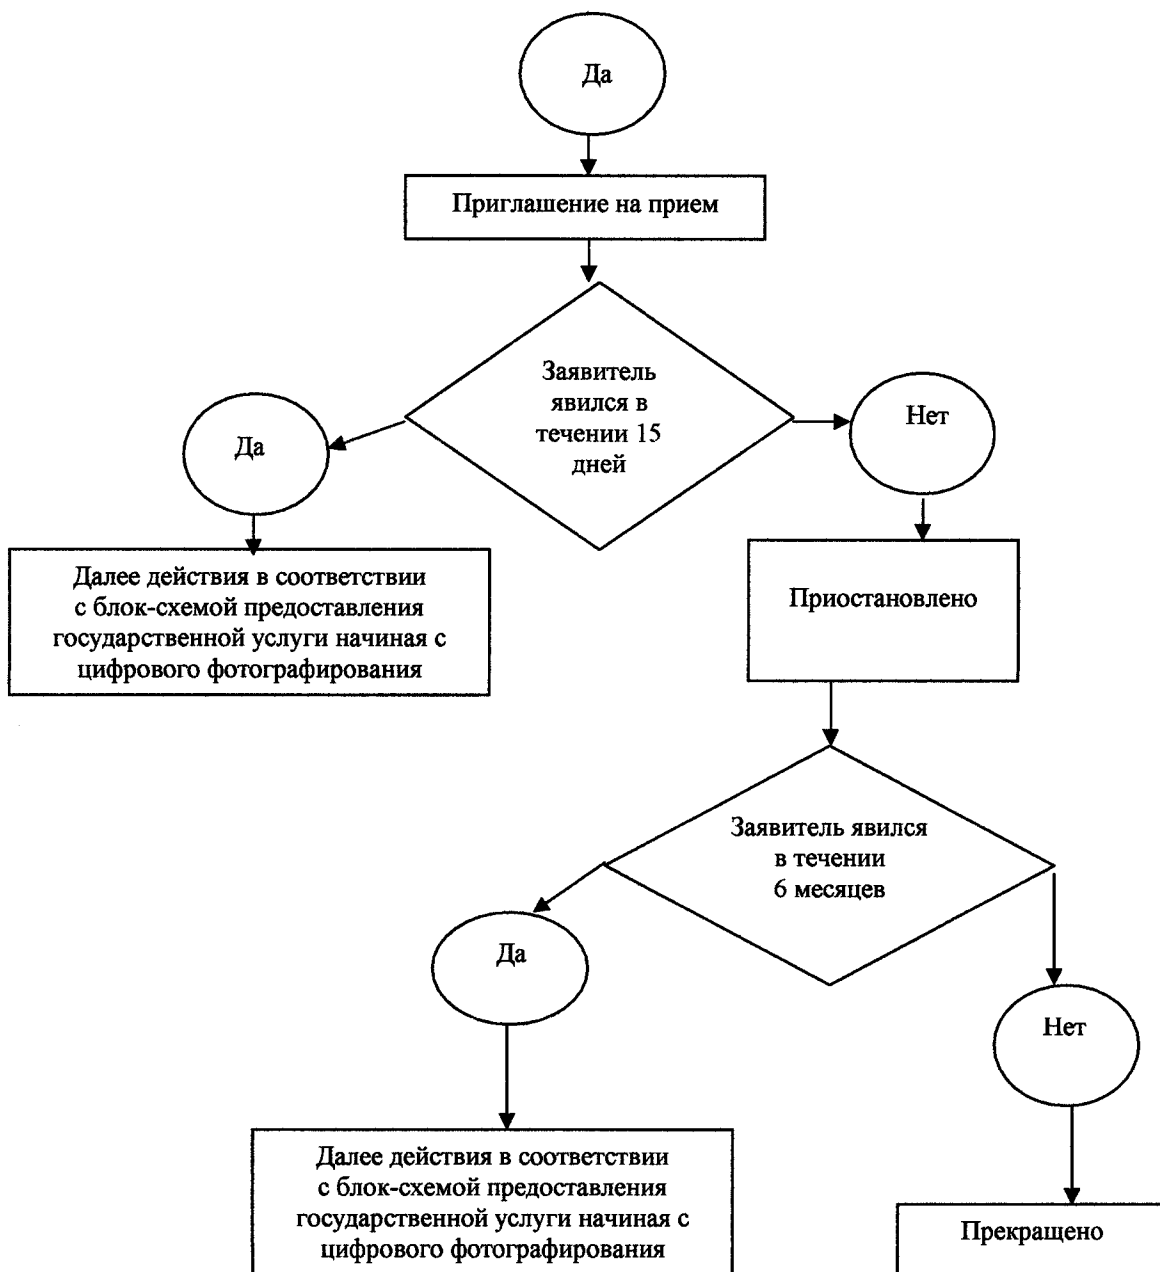 Да
Приглашение на прием
Заявитель
явился в
течении 15
дней
Да
Нет
Далее действия в соответствии
с блок-схемой предоставления
государственной услуги начиная с
цифрового фотографирования
Приостановлено
Заявитель явился
в течении
6 месяцев
Да
Нет
Далее действия в соответствии
с блок-схемой предоставления
государственной услуги начиная с
цифрового фотографирования
Прекращено